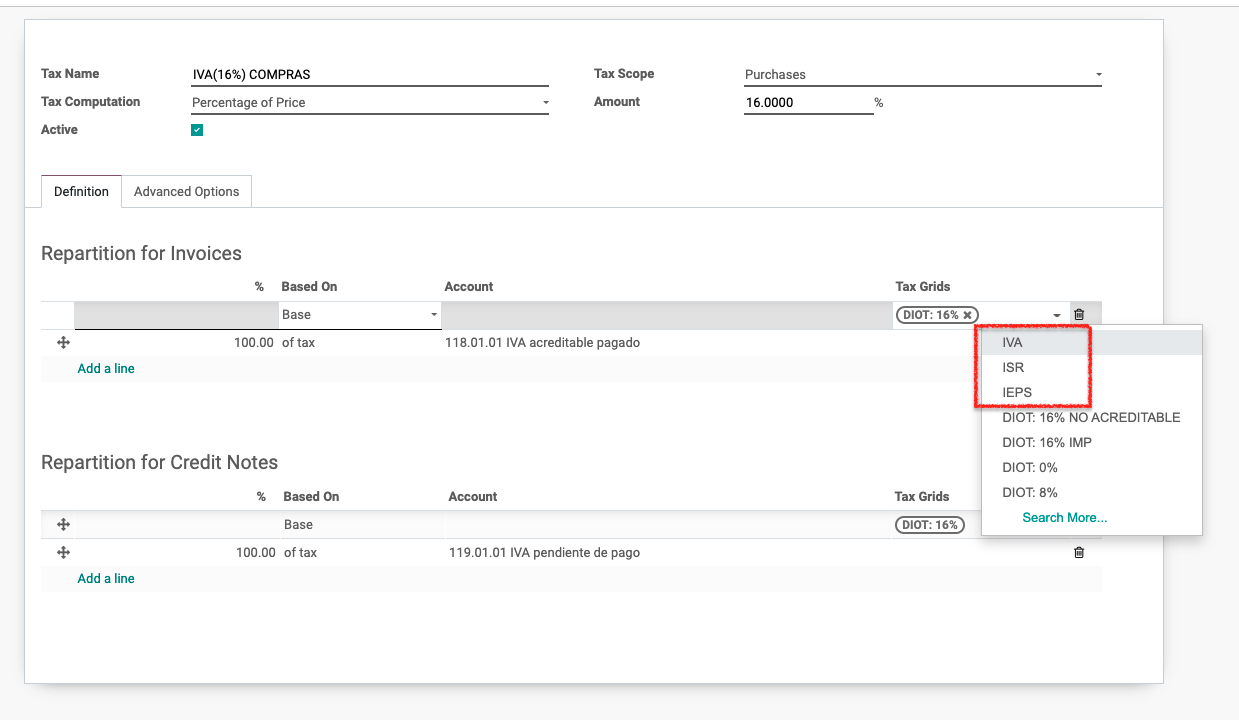 Tax Name IVA(16%) COMPRAS Tax Scope Purchases
Tax Computation Percentage of Price Amount 16.0000 %
Active
Definition Advanced Options
Repartition for Invoices
% Based On Account Tax Grids
Base DIOT: 16%
100.00 of tax 118.01.01 IVA acreditable pagado
Add a line
IVA
ISR
IEPS
DIOT: 16% NO ACREDITABLE
DIOT: 16% IMP
DIOT: 0%
DIOT: 8%
Search More...
Repartition for Credit Notes
% Based On Account Tax Grids
Base DIOT: 16%
100.00 of tax 119.01.01 IVA pendiente de pago
Add a line